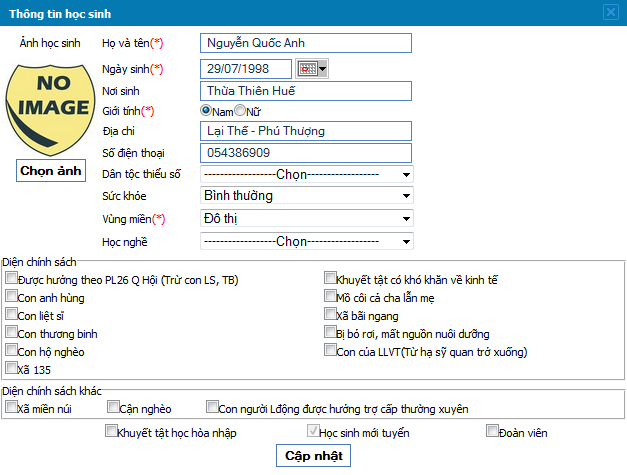 Thông tin học sinh
Ảnh học sinh
NO IMAGE
Chọn ảnh
Họ và tên(*) Nguyễn Quốc Anh
Ngày sinh(*) 29/07/1998
Nơi sinh Thừa Thiên Huế
Giới tính(*) Nam Nữ
Địa chỉ Lại Thế - Phú Thượng
Số điện thoại 054386909
Dân tộc thiểu số ------------------Chọn------------------
Sức khỏe Bình thường
Vùng miền(*) Đô thị
Học nghề ------------------Chọn------------------
Diện chính sách
Được hưởng theo PL26 Q Hội (Trừ con LS, TB) Khuyết tật có khó khăn về kinh tế
Con anh hùng Mồ côi cả cha lẫn mẹ
Con liệt sĩ Xã bãi ngang
Con thương binh Bị bỏ rơi, mất nguồn nuôi dưỡng
Con hộ nghèo Con của LLVT(Từ hạ sỹ quan trở xuống)
Xã 135
Diện chính sách khác
Xã miền núi Cận nghèo Con người Lđộng được hưởng trợ cấp thường xuyên
Khuyết tật học hòa nhập Học sinh mới tuyển Đoàn viên
Cập nhật